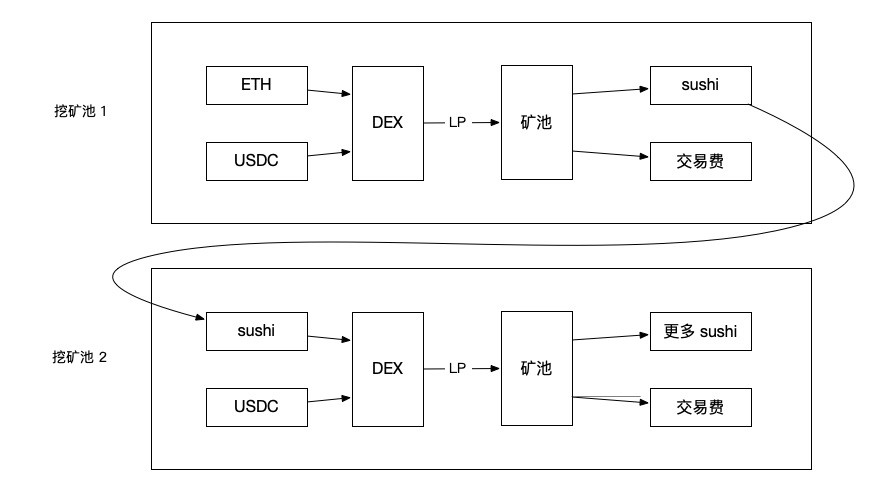 挖矿池 1
ETH
USDC
DEX
LP
矿池
sushi
交易费
挖矿池 2
sushi
USDC
DEX
LP
矿池
更多 sushi
交易费